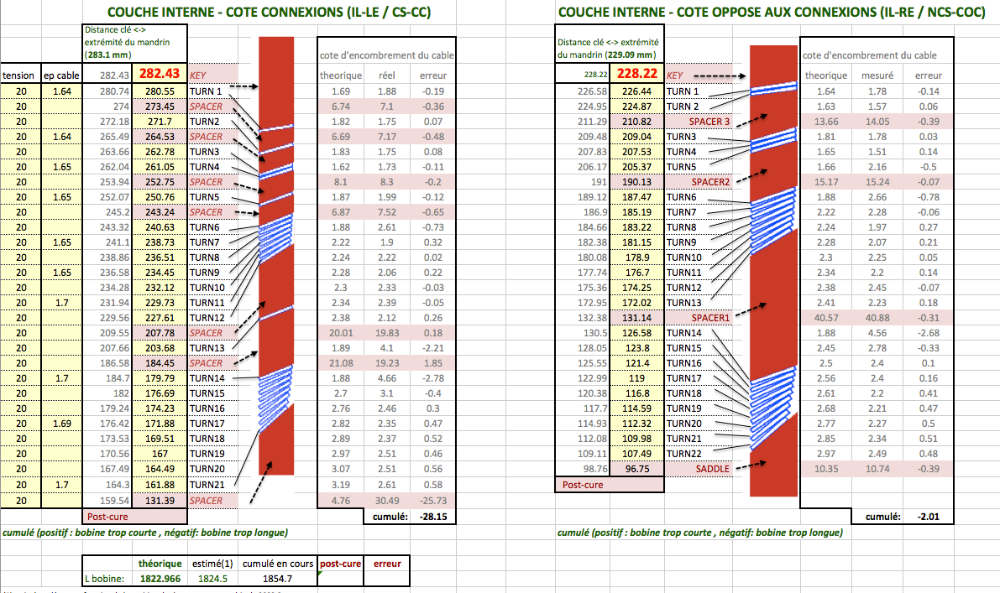 COUCHE INTERNE - COTE CONNEXIONS (IL-LE / CS-CC)
Distance clé <->
extrémité du mandrin
(283.1 mm)
cote d'encombrement du cable
tension ep cable 282.43 282.43 KEY theorique réel erreur
20 1.64 280.74 280.55 TURN 1 1.69 1.88 -0.19
20 274 273.45 SPACER 6.74 7.1 -0.36
20 272.18 271.7 TURN2 1.82 1.75 0.07
20 1.64 265.49 264.53 SPACER 6.69 7.17 -0.48
20 263.66 262.78 TURN3 1.83 1.75 0.08
20 1.65 262.04 261.05 TURN4 1.62 1.73 -0.11
20 253.94 252.75 SPACER 8.1 8.3 -0.2
20 1.65 252.07 250.76 TURN5 1.87 1.99 -0.12
20 245.2 243.24 SPACER 6.87 7.52 -0.65
20 243.32 240.63 TURN6 1.88 2.61 -0.73
20 1.65 241.1 238.73 TURN7 2.22 1.9 0.32
20 238.86 236.51 TURN8 2.24 2.22 0.02
20 1.65 236.58 234.45 TURN9 2.28 2.06 0.22
20 234.28 232.12 TURN10 2.3 2.33 -0.03
20 1.7 231.94 229.73 TURN11 2.34 2.39 -0.05
20 229.56 227.61 TURN12 2.38 2.12 0.26
20 209.55 207.78 SPACER 20.01 19.83 0.18
20 207.66 203.68 TURN13 1.89 4.1 -2.21
20 186.58 184.45 SPACER 21.08 19.23 1.85
20 1.7 184.7 179.79 TURN14 1.88 4.66 -2.78
20 182 176.69 TURN15 2.7 3.1 -0.4
20 179.24 174.23 TURN16 2.76 2.46 0.3
20 1.69 176.42 171.88 TURN17 2.82 2.35 0.47
20 173.53 169.51 TURN18 2.89 2.37 0.52
20 170.56 167 TURN19 2.97 2.51 0.46
20 167.49 164.49 TURN20 3.07 2.51 0.56
20 1.7 164.3 161.88 TURN21 3.19 2.61 0.58
20 159.54 131.39 SPACER 4.76 30.49 -25.73
Post-cure cumulé: -28.15
cumulé (positif : bobine trop courte , négatif: bobine trop longue)
théorique estimé(1) cumulé en cours post-cure erreur
L bobine: 1822.966 1824.5 1854.7
COUCHE INTERNE - COTE OPPOSE AUX CONNEXIONS (IL-RE / NCS-COC)
Distance clé <-> extrémité
du mandrin (229.09 mm)
cote d'encombrement du cable
228.22 228.22 KEY theorique mesuré erreur
226.58 226.44 TURN 1 1.64 1.78 -0.14
224.95 224.87 TURN 2 1.63 1.57 0.06
211.29 210.82 SPACER 3 13.66 14.05 -0.39
209.48 209.04 TURN3 1.81 1.78 0.03
207.83 207.53 TURN4 1.65 1.51 0.14
206.17 205.37 TURN5 1.66 2.16 -0.5
191 190.13 SPACER2 15.17 15.24 -0.07
189.12 187.47 TURN6 1.88 2.66 -0.78
186.9 185.19 TURN7 2.22 2.28 -0.06
184.66 183.22 TURN8 2.24 1.97 0.27
182.38 181.15 TURN9 2.28 2.07 0.21
180.08 178.9 TURN10 2.3 2.25 0.05
177.74 176.7 TURN11 2.34 2.2 0.14
175.36 174.25 TURN12 2.38 2.45 -0.07
172.95 172.02 TURN13 2.41 2.23 0.18
132.38 131.14 SPACER1 40.57 40.88 -0.31
130.5 126.58 TURN14 1.88 4.56 -2.68
128.05 123.8 TURN15 2.45 2.78 -0.33
125.55 121.4 TURN16 2.5 2.4 0.1
122.99 119 TURN17 2.56 2.4 0.16
120.38 116.8 TURN18 2.61 2.2 0.41
117.7 114.59 TURN19 2.68 2.21 0.47
114.93 112.32 TURN20 2.77 2.27 0.5
112.08 109.98 TURN21 2.85 2.34 0.51
109.11 107.49 TURN22 2.97 2.49 0.48
98.76 96.75 SADDLE 10.35 10.74 -0.39
Post-cure
cumulé: -2.01
cumulé (positif : bobine trop courte , négatif: bobine trop longue)